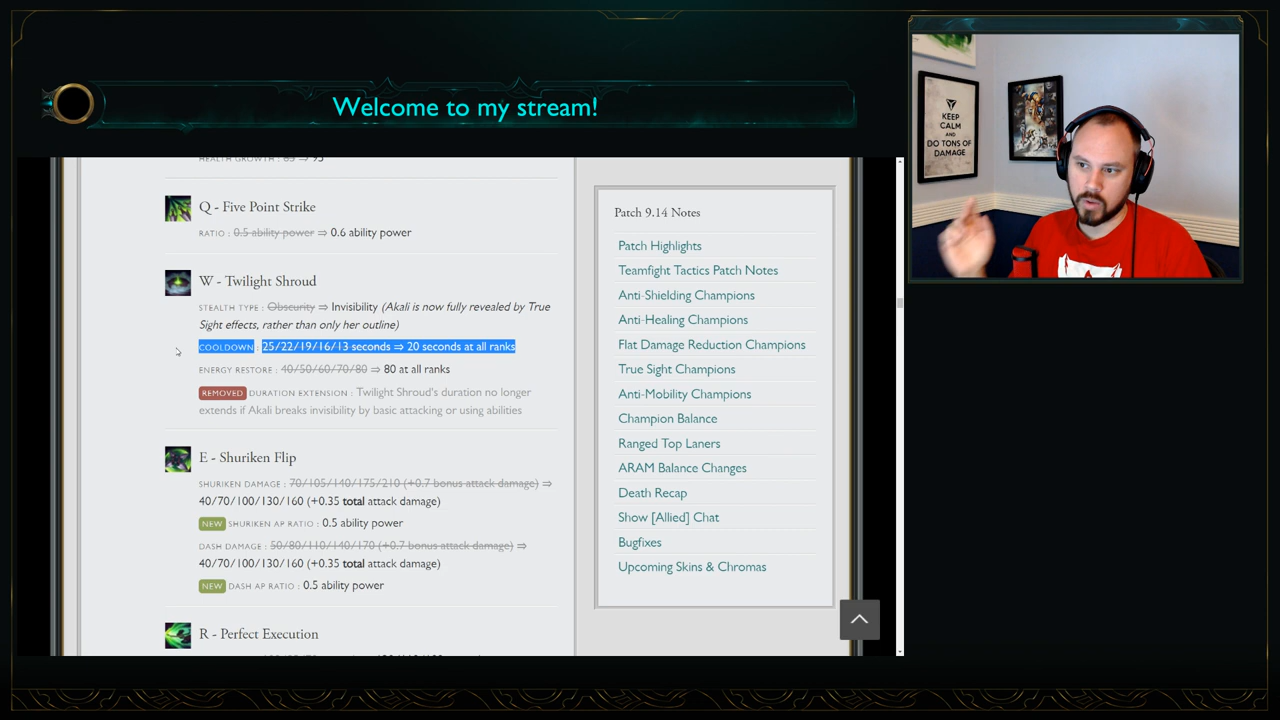 Welcome to my stream!
KEEP
CALM
AND
DO TONS OF
DAMAGE
HEALTH GROWTH : 85 ⇒ 95
Q - Five Point Strike
RATIO : 0.5 ability power ⇒ 0.6 ability power
W - Twilight Shroud
STEALTH TYPE : Obscurity ⇒ Invisibility (Akali is now fully revealed by True
Sight effects, rather than only her outline)
COOLDOWN : 25/22/19/16/13 seconds ⇒ 20 seconds at all ranks
ENERGY RESTORE : 40/50/60/70/80 ⇒ 80 at all ranks
REMOVED DURATION EXTENSION : Twilight Shroud's duration no longer
extends if Akali breaks invisibility by basic attacking or using abilities
E - Shuriken Flip
SHURIKEN DAMAGE : 70/105/140/175/210 (+0.7 bonus attack damage) ⇒
40/70/100/130/160 (+0.35 total attack damage)
NEW SHURIKEN AP RATIO : 0.5 ability power
DASH DAMAGE : 50/80/110/140/170 (+0.7 bonus attack damage) ⇒
40/70/100/130/160 (+0.35 total attack damage)
NEW DASH AP RATIO : 0.5 ability power
R - Perfect Execution
Patch 9.14 Notes
Patch Highlights
Teamfight Tactics Patch Notes
Anti-Shielding Champions
Anti-Healing Champions
Flat Damage Reduction Champions
True Sight Champions
Anti-Mobility Champions
Champion Balance
Ranged Top Laners
ARAM Balance Changes
Death Recap
Show [Allied] Chat
Bugfixes
Upcoming Skins & Chromas